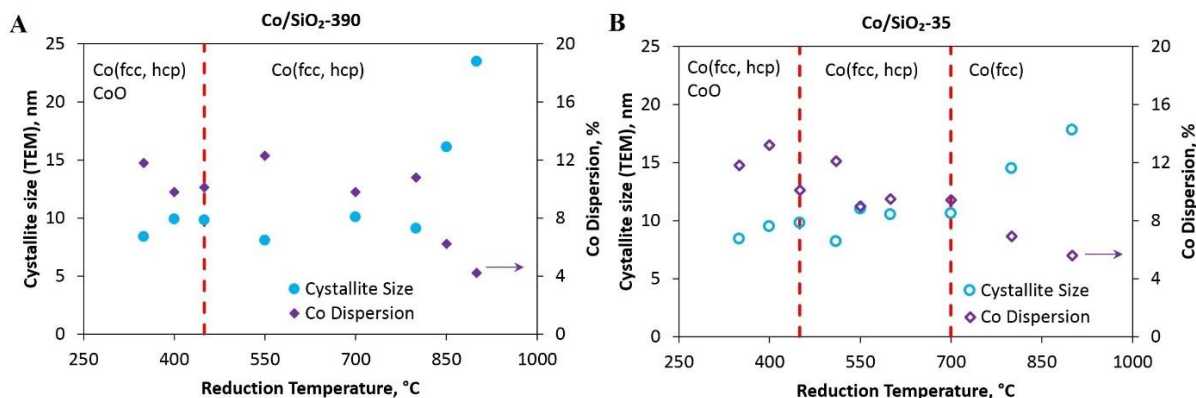 A
Co/SiO₂-390
Cystallite size (TEM), nm
25
20
15
10
5
0
Co(fcc, hcp)
CoO
Co(fcc, hcp)
Cystallite Size
Co Dispersion
20
16
12
8
4
0
Co Dispersion, %
250 400 550 700 850 1000
Reduction Temperature, °C
B
Co/SiO₂-35
Cystallite size (TEM), nm
25
20
15
10
5
0
Co(fcc, hcp)
CoO
Co(fcc, hcp)
Co(fcc)
Cystallite Size
Co Dispersion
20
16
12
8
4
0
Co Dispersion, %
250 400 550 700 850 1000
Reduction Temperature, °C